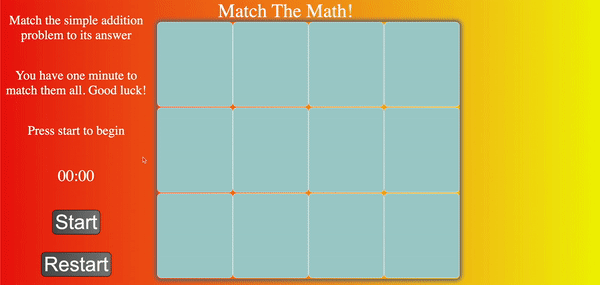 Match The Math!
Match the simple addition
problem to its answer
You have one minute to
match them all. Good luck!
Press start to begin
00:00
Start
Restart